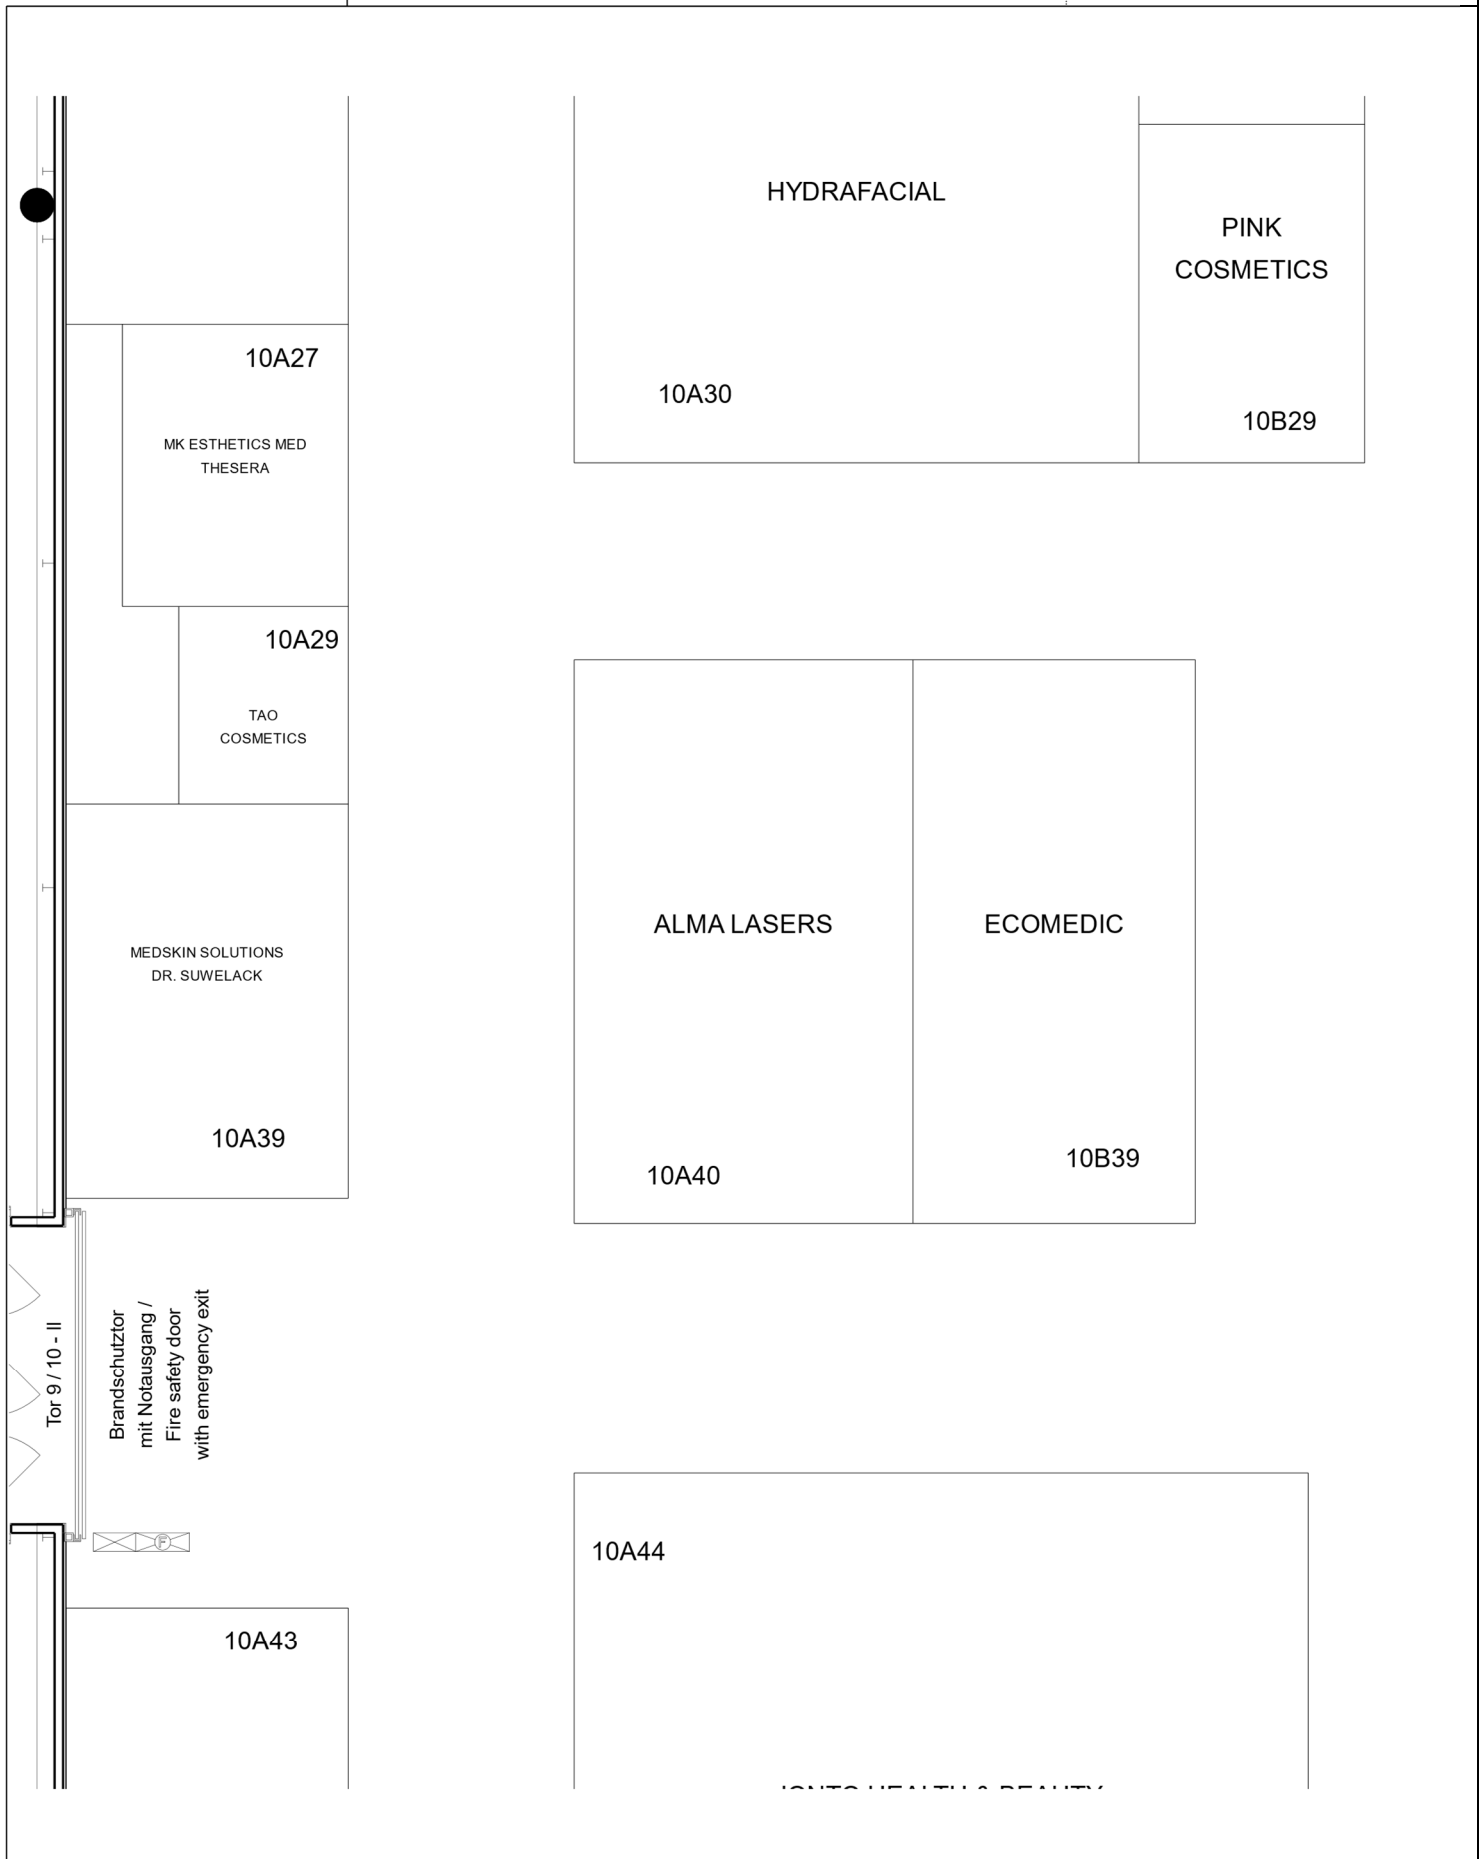 HYDRAFACIAL
PINK
COSMETICS
10A27
10A30
10B29
MK ESTHETICS MED
THESERA
10A29
TAO
COSMETICS
ALMA LASERS
ECOMEDIC
MEDSKIN SOLUTIONS
DR. SUWELACK
10A39
10A40
10B39
Tor 9 / 10 - II
Brandschutztor
mit Notausgang /
Fire safety door
with emergency exit
F
10A44
10A43